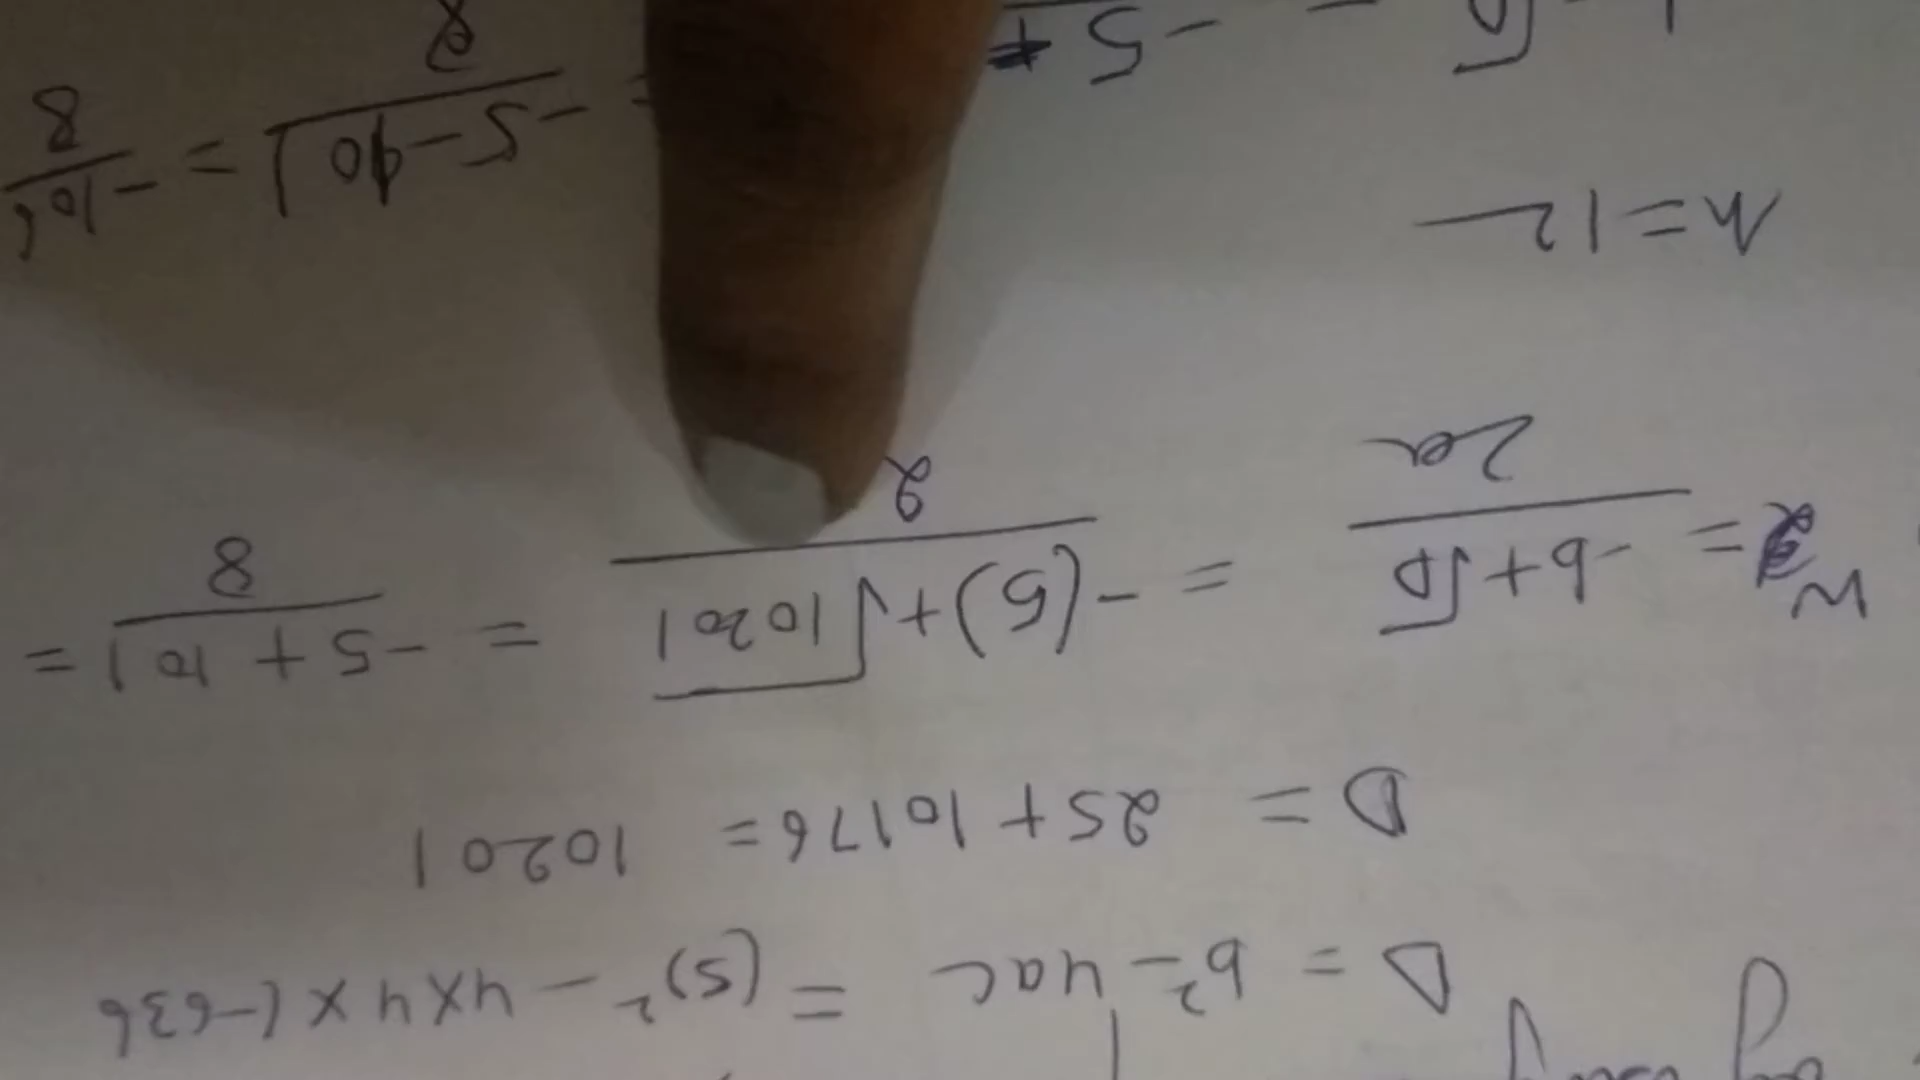 D = b² - 4ac = (5)² - 4×4×(-636
D = 25 + 10176 = 10201
n = -b+√D / 2a = -(5)+√10201 / 2 = -5+101 / 8 =
n = 12
-5 - 101 / 8 = -106 / 8